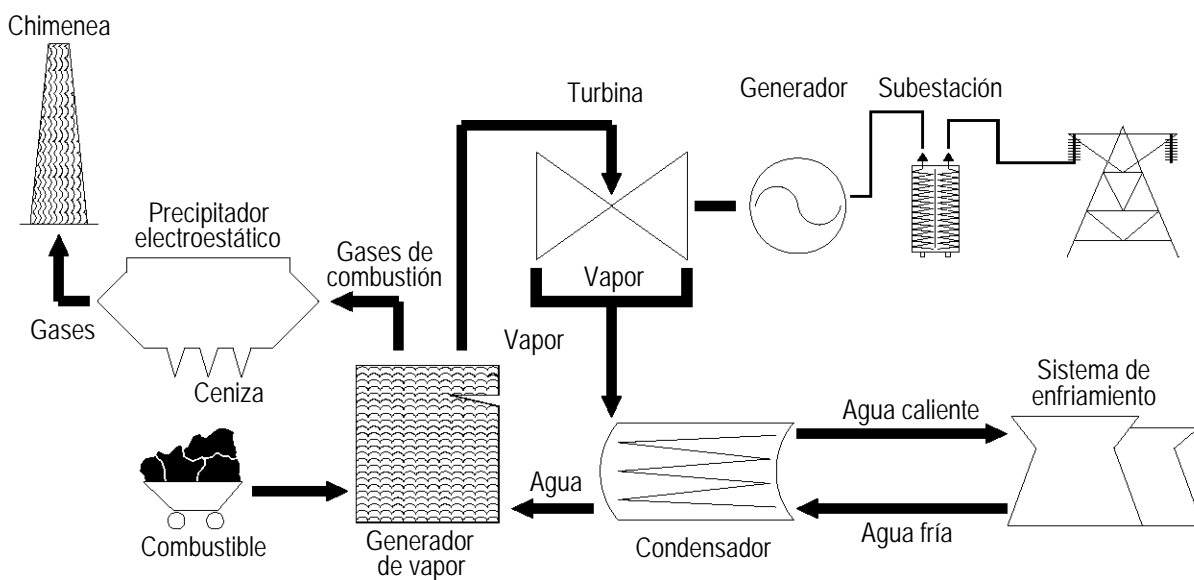 Chimenea
Turbina
Generador
Subestación
Precipitador
electroestático
Gases de
combustión
Vapor
Gases
Vapor
Ceniza
Sistema de
enfriamiento
Agua caliente
Agua
Agua fría
Combustible
Generador
de vapor
Condensador